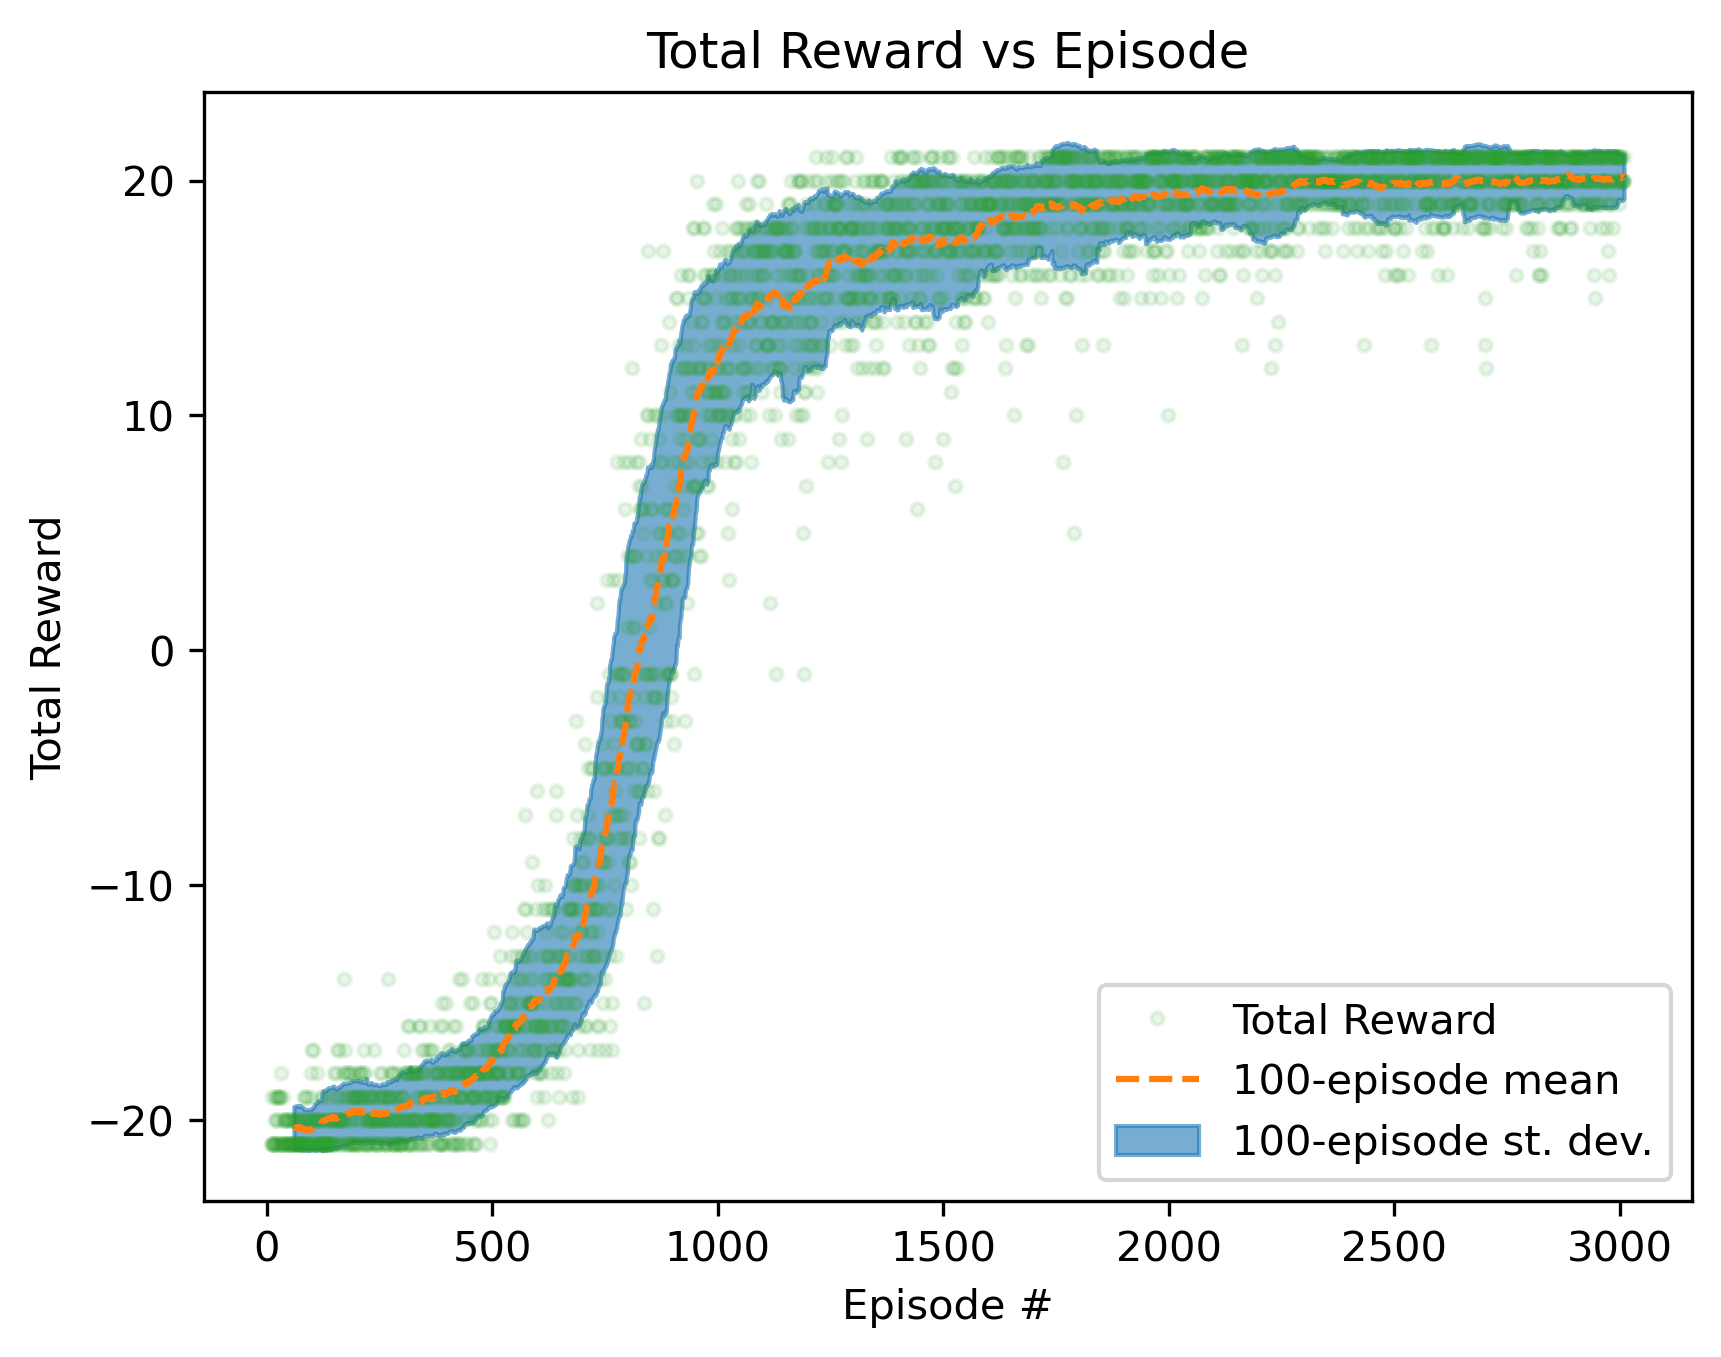 Total Reward vs Episode
Total Reward
20
10
0
−10
−20
0
500
1000
1500
2000
2500
3000
Episode #
Total Reward
100-episode mean
100-episode st. dev.